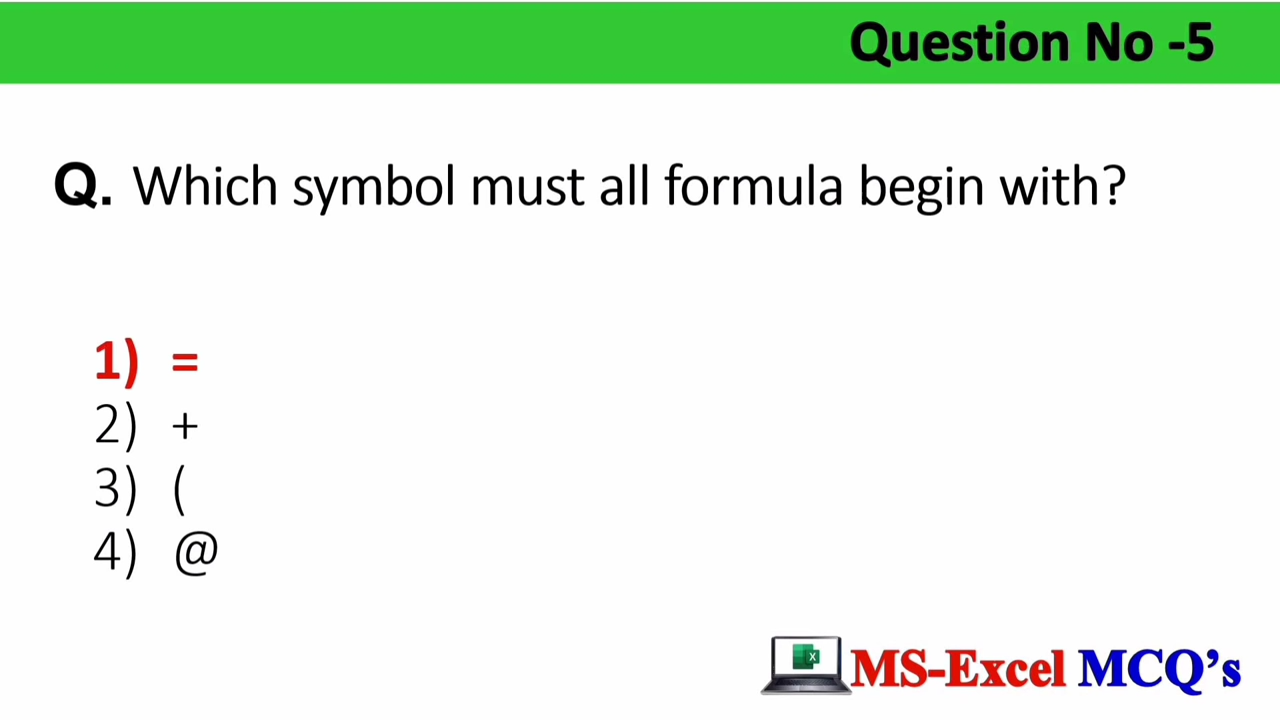 Question No -5
Q. Which symbol must all formula begin with?
1) =
2) +
3) (
4) @
MS-Excel MCQ’s